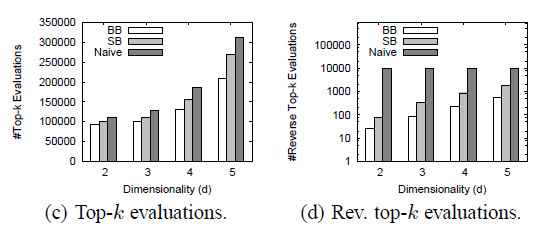 350000
300000
250000
200000
150000
100000
50000
0
#Top-k Evaluations
BB
SB
Naive
2 3 4 5
Dimensionality (d)
(c) Top-k evaluations.
100000
10000
1000
100
10
1
#Reverse Top-k Evaluations
BB
SB
Naive
2 3 4 5
Dimensionality (d)
(d) Rev. top-k evaluations.